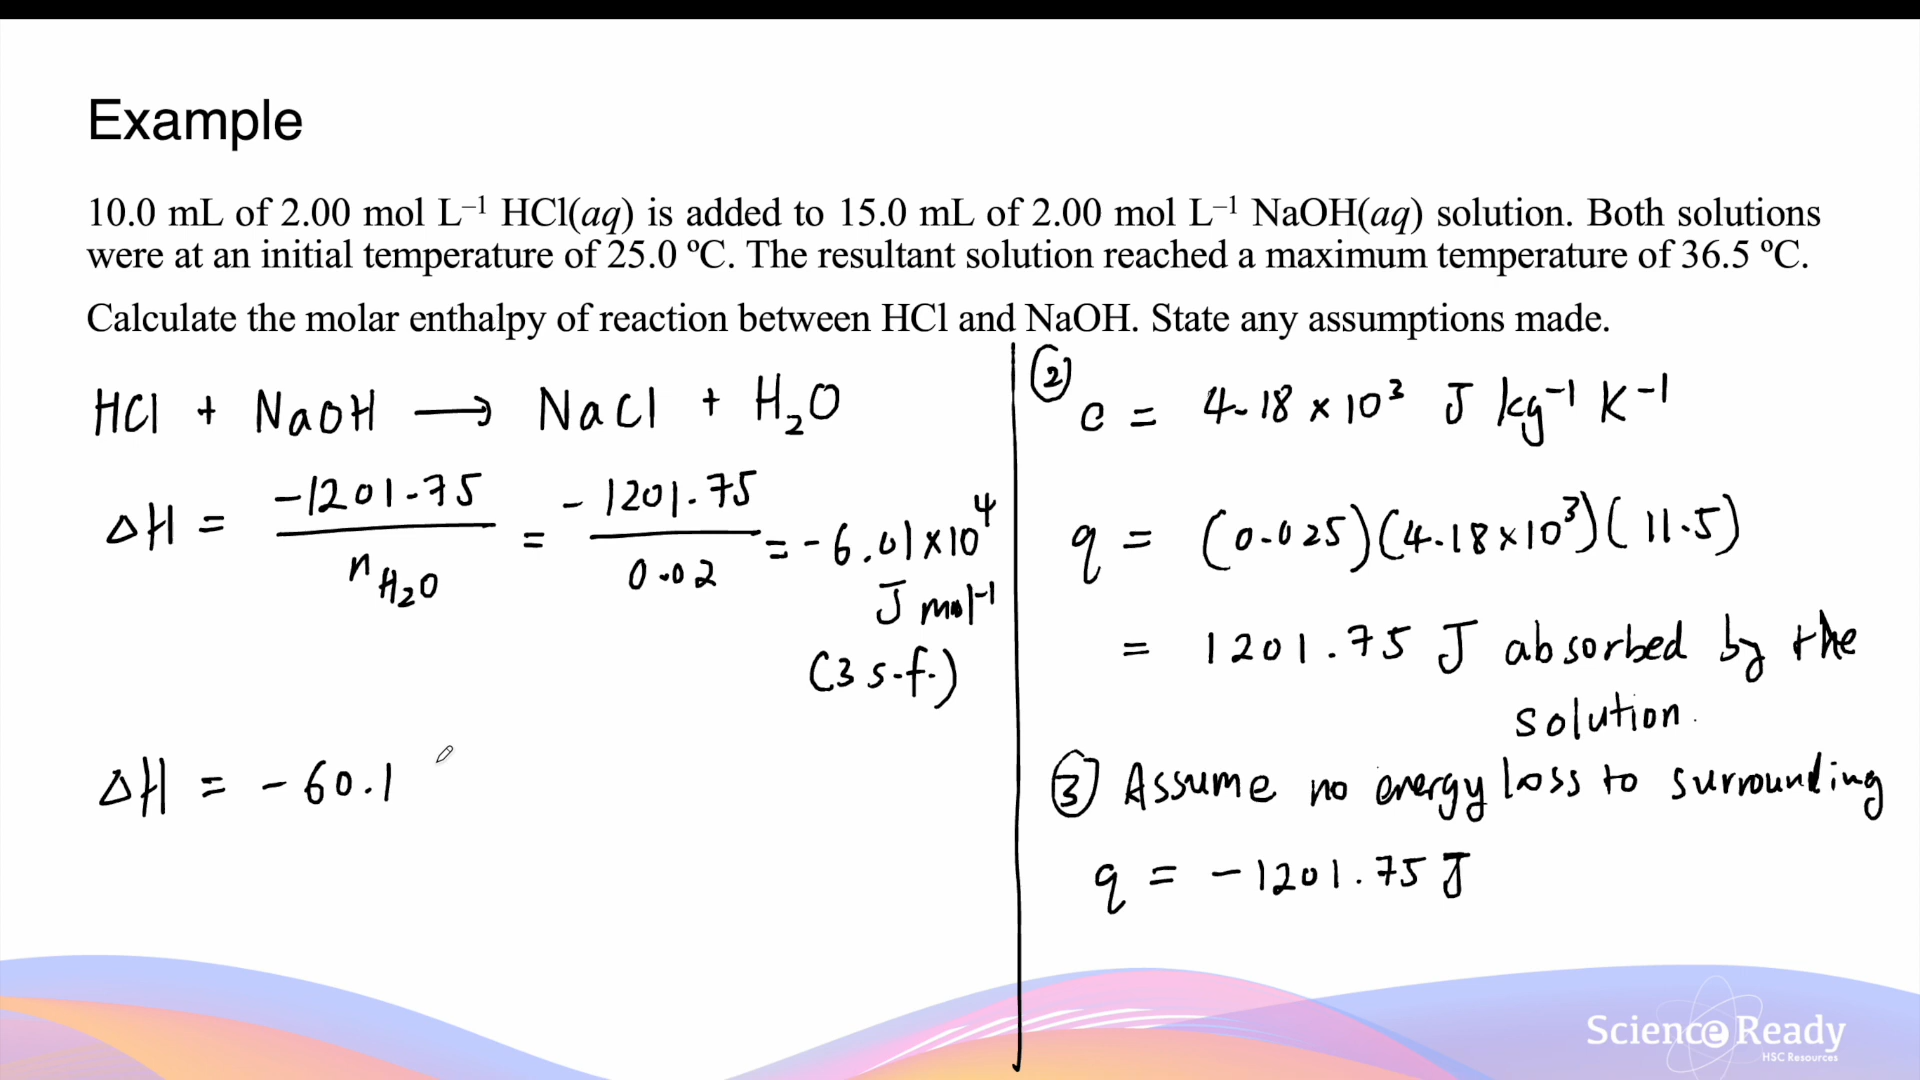 Example
10.0 mL of 2.00 mol L⁻¹ HCl(aq) is added to 15.0 mL of 2.00 mol L⁻¹ NaOH(aq) solution. Both solutions
were at an initial temperature of 25.0 ºC. The resultant solution reached a maximum temperature of 36.5 ºC.
Calculate the molar enthalpy of reaction between HCl and NaOH. State any assumptions made.
HCl + NaOH → NaCl + H₂O
ΔH = -1201.75 / n H₂O = -1201.75 / 0.02 = -6.01 × 10⁴
J mol⁻¹
(3 s.f.)
ΔH = -60.1
② c = 4.18 × 10³ J kg⁻¹ K⁻¹
q = (0.025)(4.18×10³)(11.5)
= 1201.75 J absorbed by the
solution.
③ Assume no energy loss to surrounding
q = -1201.75 J
Science Ready
HSC Resources